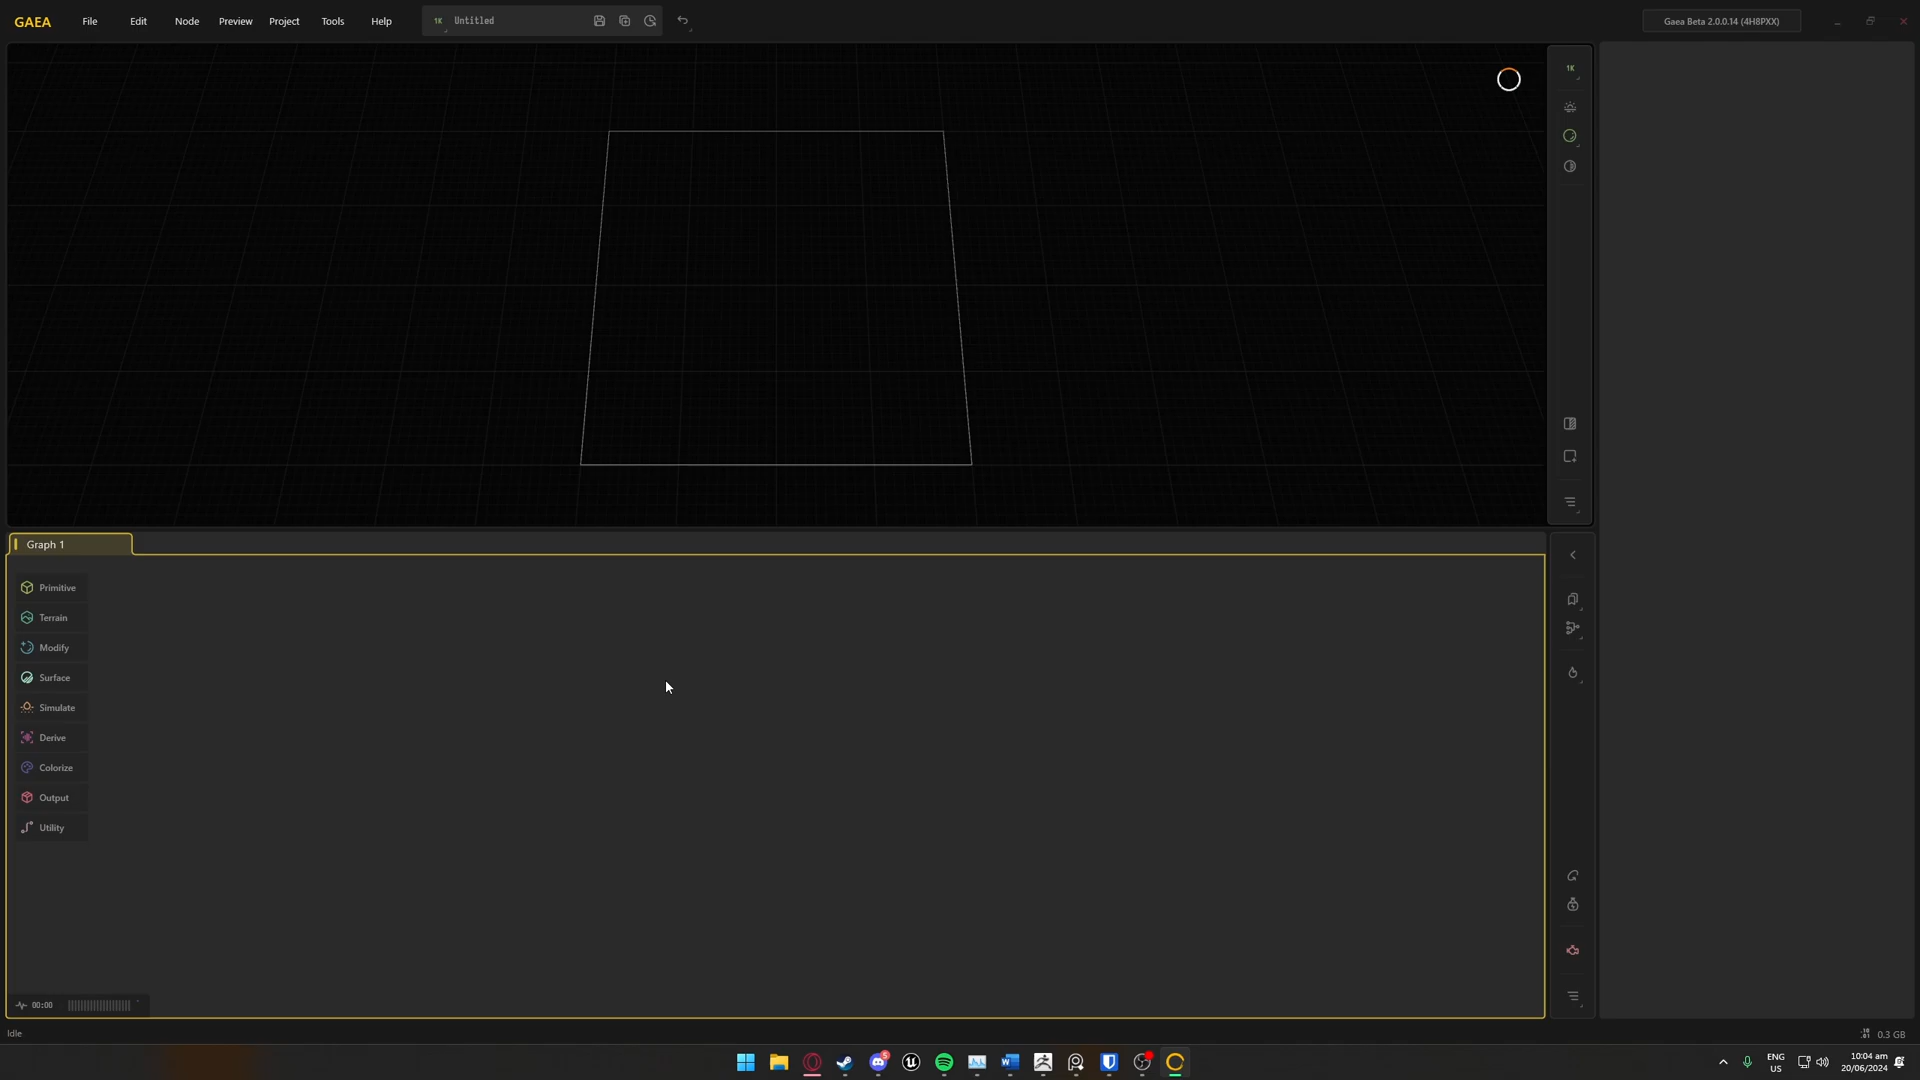 GAEA File Edit Node Preview Project Tools Help 1K Untitled Gaea Beta 2.0.0.14 (4H8PXX)
1K
Graph 1
Primitive
Terrain
Modify
Surface
Simulate
Derive
Colorize
Output
Utility
00:00
Idle 0.3 GB
5 ENG 10:04 am
US 20/06/2024